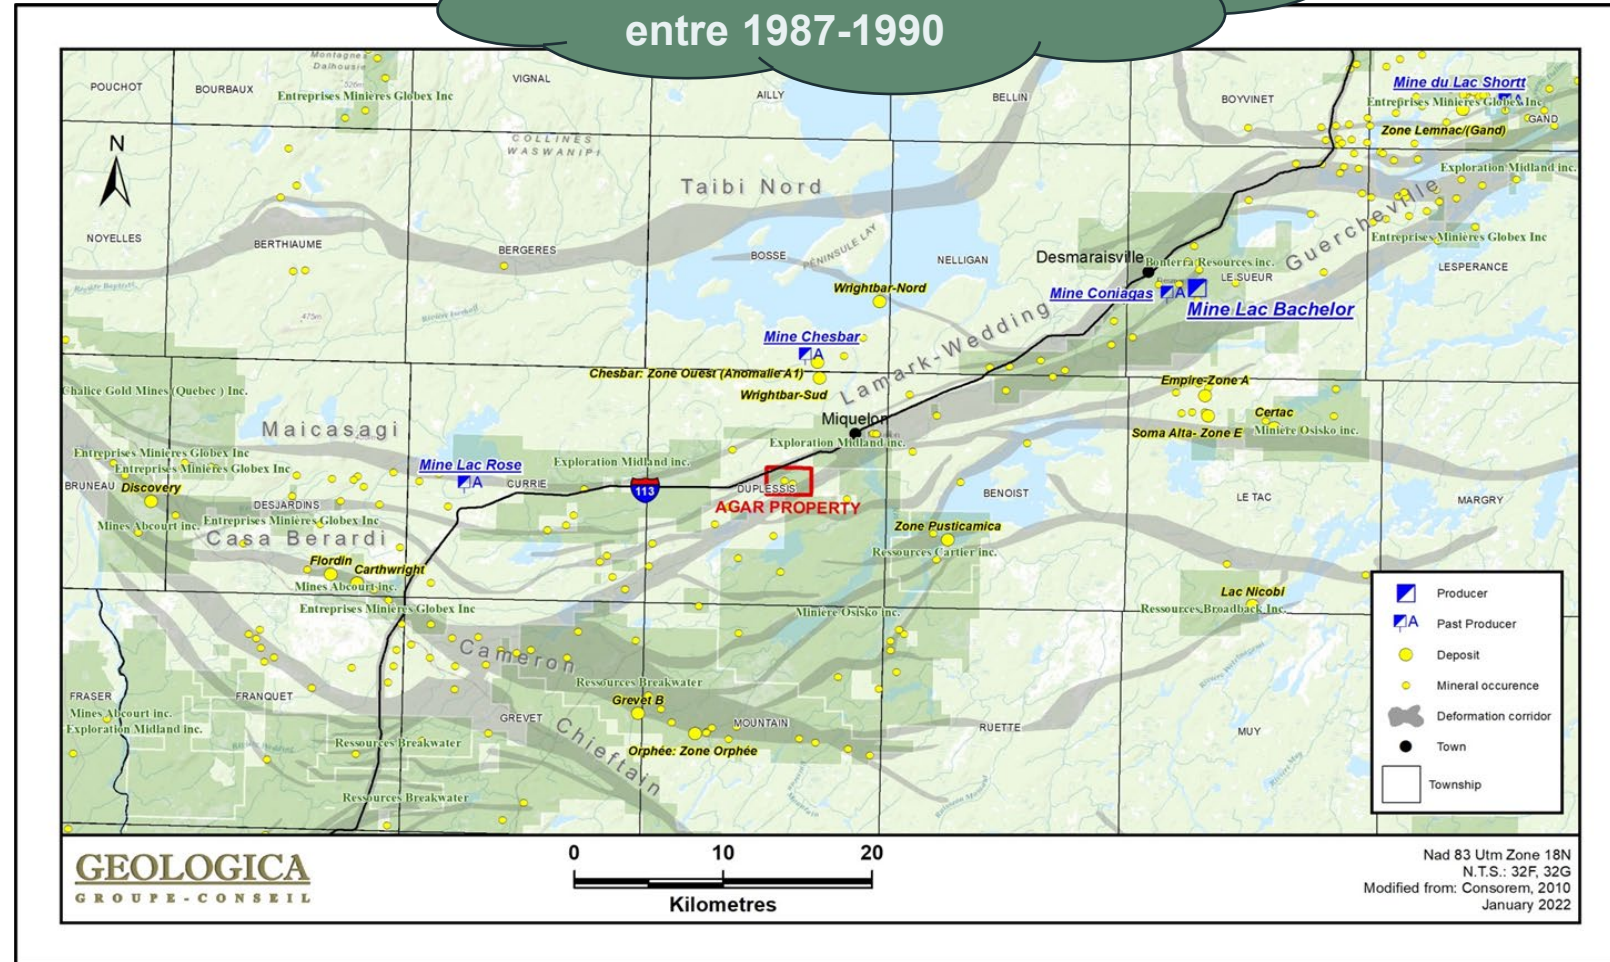 entre 1987-1990
Montagnes
Dalhousie
526m
POUCHOT
BOURBAUX
Entreprises Minières Globex Inc
VIGNAL
AILLY
BELLIN
BOYVINET
Mine du Lac Shortt
Entreprises Minières Globex Inc
A
GAND
Zone Lemnac/(Gand)
Exploration Midland inc.
N
COLLINES
WASWANIPI
Taibi Nord
NOYELLES
BERTHIAUME
BERGERES
BOSSE
PÉNINSULE LAY
NELLIGAN
Guercheville
Entreprises Minières Globex Inc
LESPERANCE
Desmaraisville
Bonterra Resources inc.
LE SUEUR
Mine Coniagas
A
Mine Lac Bachelor
Wrightbar-Nord
475m
Mine Chesbar
A
Lamark-Wedding
Chesbar: Zone Ouest (Anomalie A1)
Wrightbar-Sud
Empire-Zone A
Certac
Soma Alta- Zone E
Minière Osisko inc.
Chalice Gold Mines (Quebec ) Inc.
Maicasagi
Miquelon
Exploration Midland inc.
Entreprises Minières Globex Inc
Entreprises Minières Globex Inc
Mine Lac Rose
A
Exploration Midland inc.
BRUNEAU
Discovery
CURRIE
113
DUPLESSIS
AGAR PROPERTY
BENOIST
LE TAC
MARGRY
DESJARDINS
Mines Abcourt inc.
Entreprises Minières Globex Inc
Casa Berardi
Zone Pusticamica
Ressources Cartier inc.
Flordin
Carthwright
Mines Abcourt inc.
Entreprises Minières Globex Inc
Minière Osisko inc.
Lac Nicobi
Ressources Broadback Inc.
Cameron
Ressources Breakwater
FRASER
FRANQUET
Mines Abcourt inc.
Exploration Midland inc.
Grevet B
GREVET
MOUNTAIN
RUETTE
MUY
Chieftain
Orphée: Zone Orphée
Ressources Breakwater
Ressources Breakwater
Producer
A
Past Producer
Deposit
Mineral occurence
Deformation corridor
Town
Township
GEOLOGICA
GROUPE-CONSEIL
0 10 20
Kilometres
Nad 83 Utm Zone 18N
N.T.S.: 32F, 32G
Modified from: Consorem, 2010
January 2022